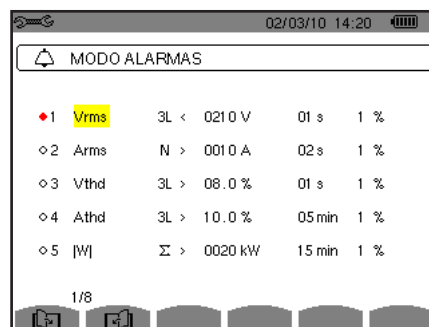 02/03/10 14:20
MODO ALARMAS
1 Vrms 3L < 0210 V 01 s 1 %
2 Arms N > 0010 A 02 s 1 %
3 Vthd 3L > 08.0 % 01 s 1 %
4 Athd 3L > 10.0 % 05 min 1 %
5 |W| Σ > 0020 kW 15 min 1 %
1/8